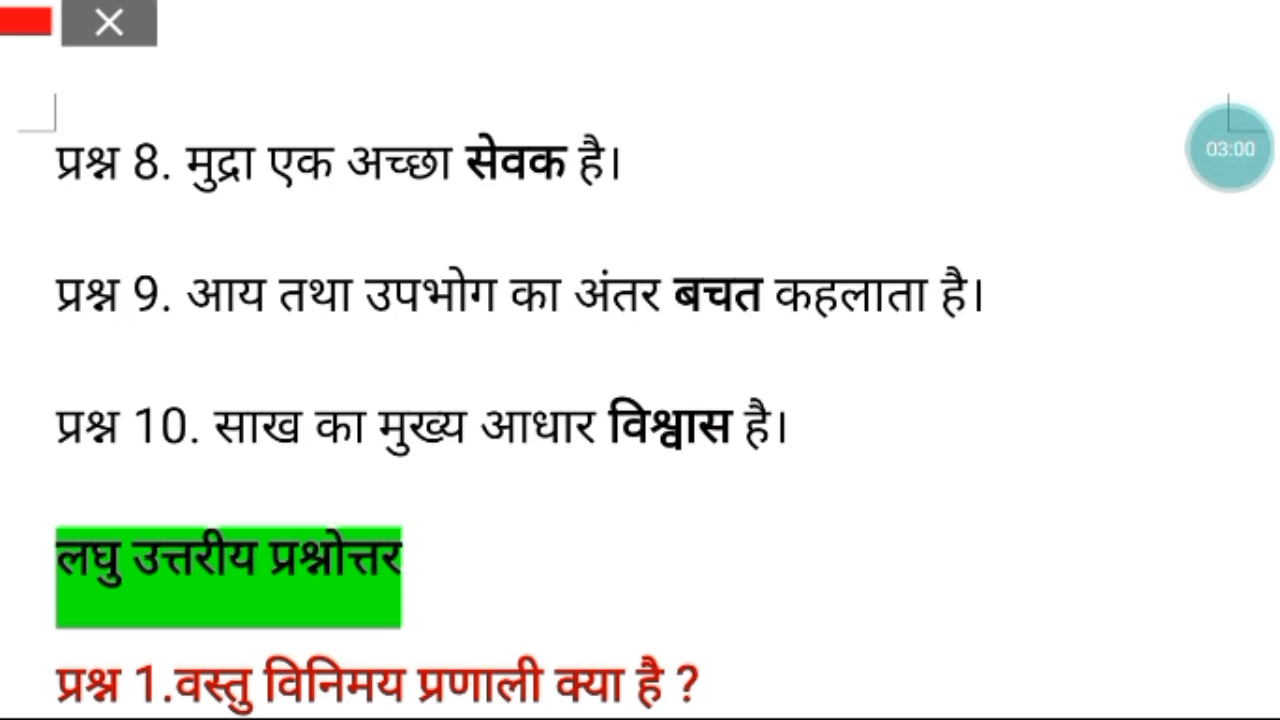 03:00
प्रश्न 8. मुद्रा एक अच्छा सेवक है।
प्रश्न 9. आय तथा उपभोग का अंतर बचत कहलाता है।
प्रश्न 10. साख का मुख्य आधार विश्वास है।
लघु उत्तरीय प्रश्नोत्तर
प्रश्न 1.वस्तु विनिमय प्रणाली क्या है ?